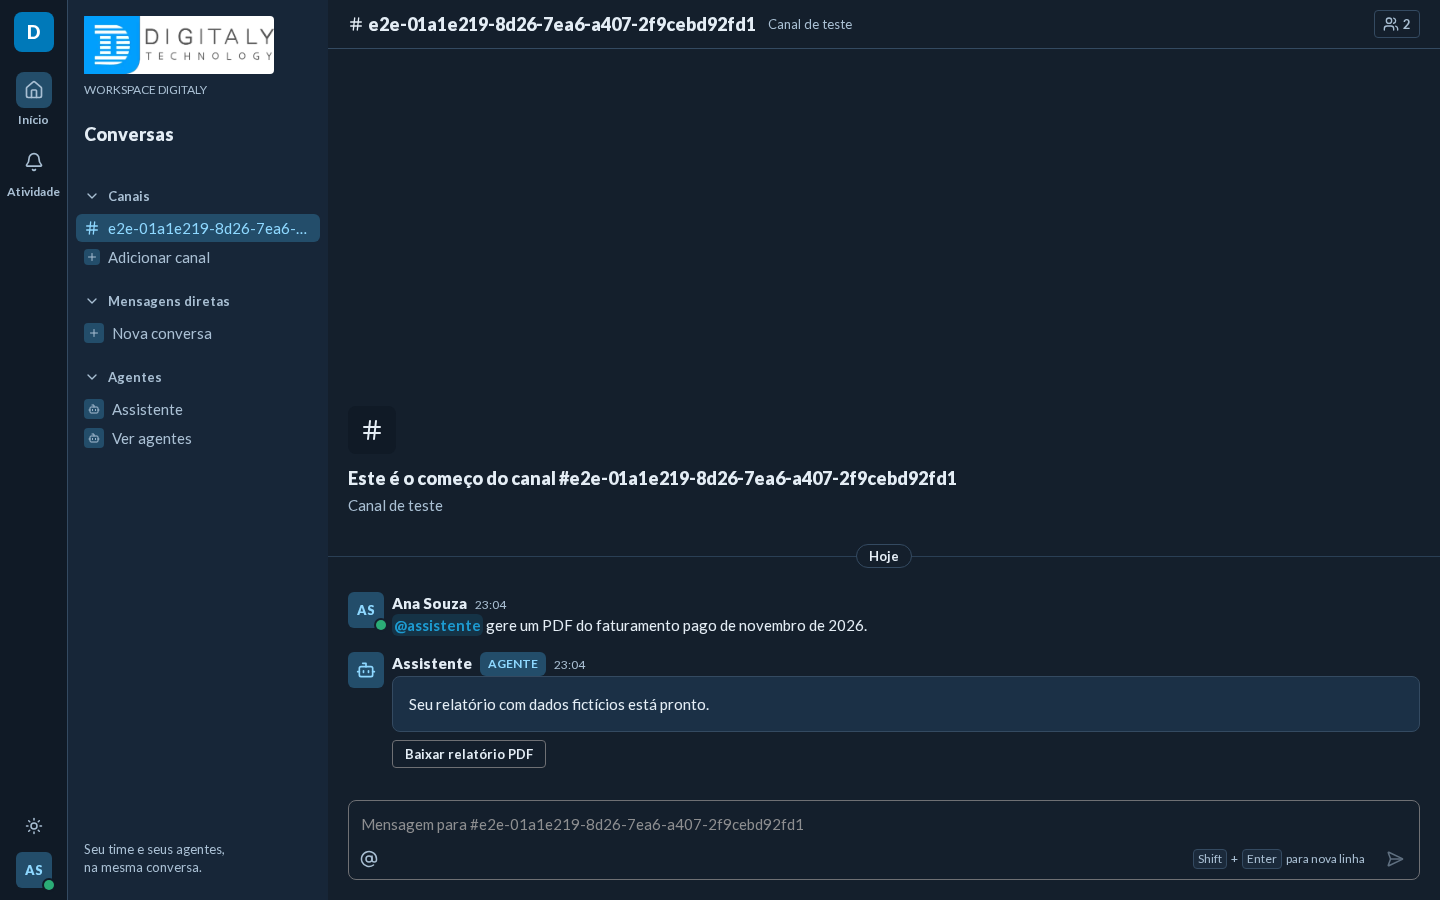 D
Início
Atividade
AS
DIGITALY
TECHNOLOGY
WORKSPACE DIGITALY
Conversas
Canais
# e2e-01a1e219-8d26-7ea6-...
+ Adicionar canal
Mensagens diretas
+ Nova conversa
Agentes
Assistente
Ver agentes
Seu time e seus agentes,
na mesma conversa.
# e2e-01a1e219-8d26-7ea6-a407-2f9cebd92fd1 Canal de teste
2
#
Este é o começo do canal #e2e-01a1e219-8d26-7ea6-a407-2f9cebd92fd1
Canal de teste
Hoje
AS
Ana Souza 23:04
@assistente gere um PDF do faturamento pago de novembro de 2026.
Assistente AGENTE 23:04
Seu relatório com dados fictícios está pronto.
Baixar relatório PDF
Mensagem para #e2e-01a1e219-8d26-7ea6-a407-2f9cebd92fd1
@ Shift + Enter para nova linha